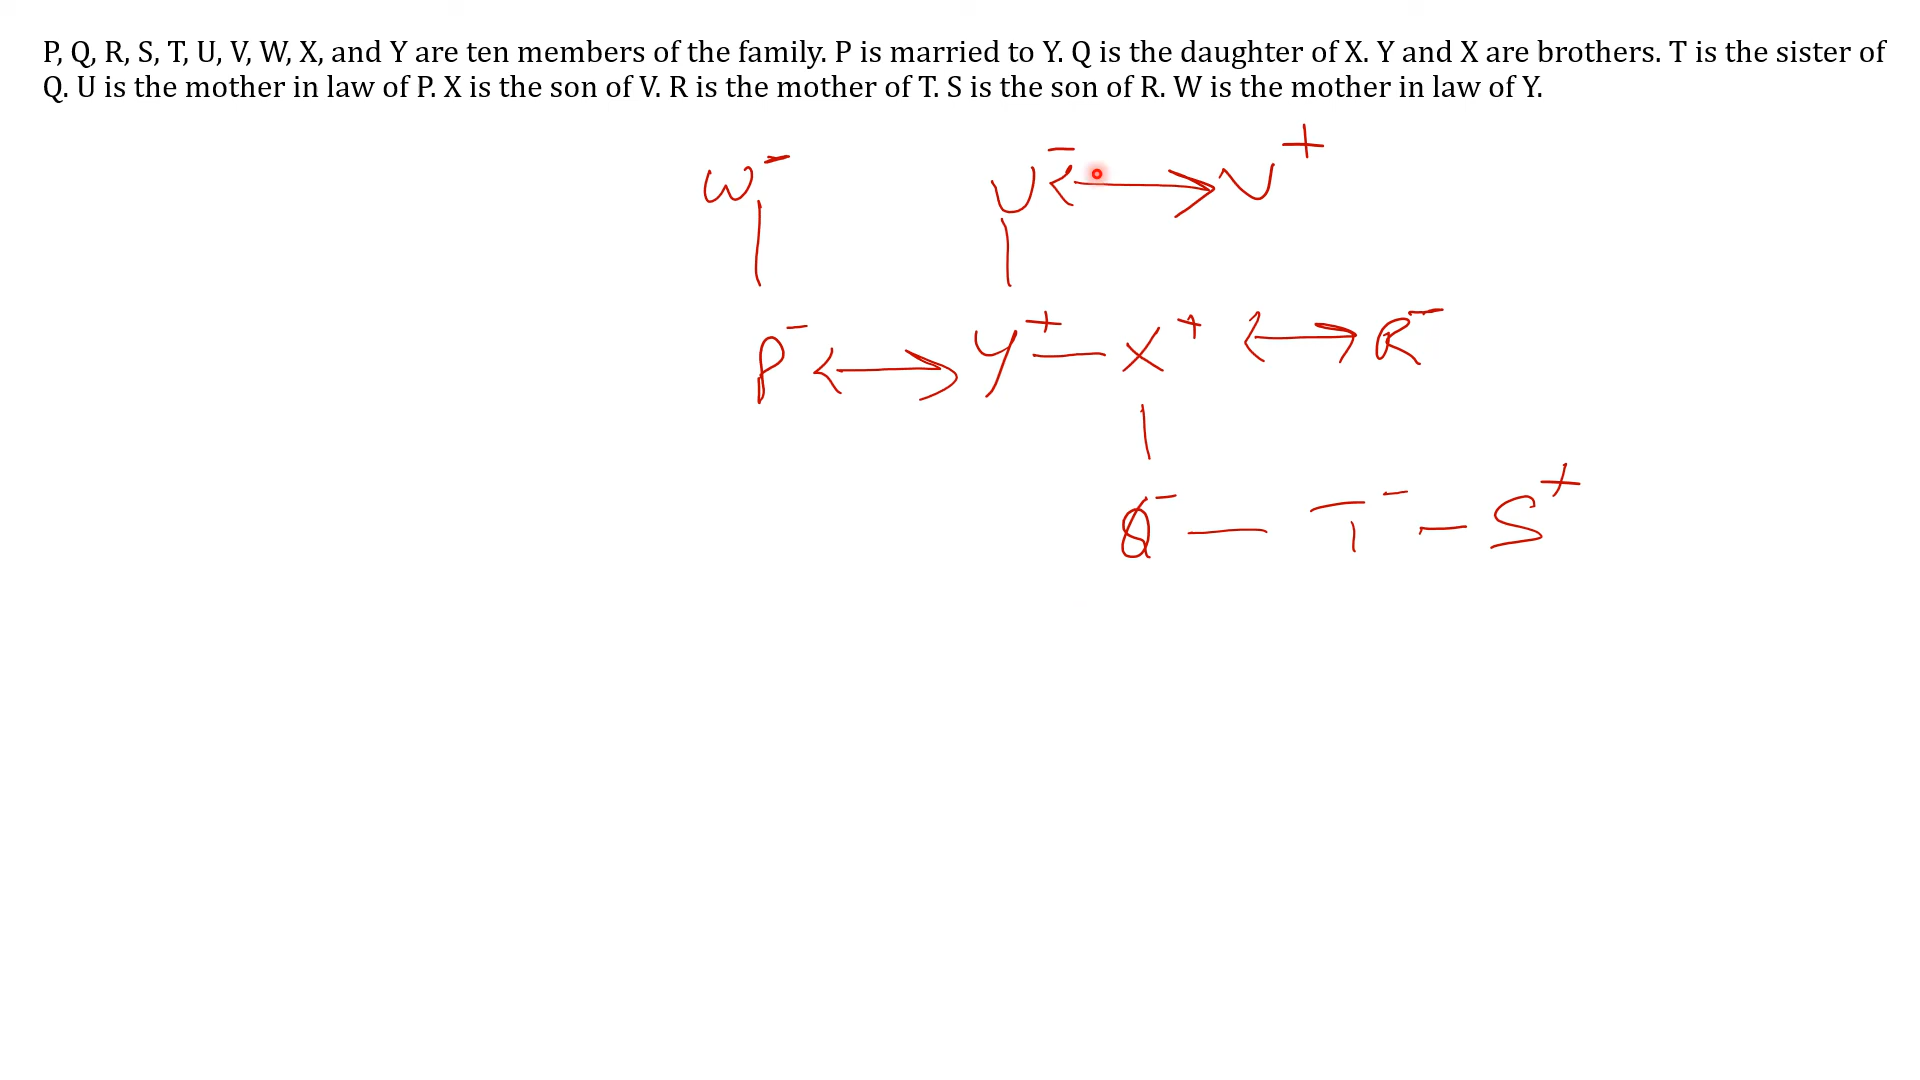 P, Q, R, S, T, U, V, W, X, and Y are ten members of the family. P is married to Y. Q is the daughter of X. Y and X are brothers. T is the sister of
Q. U is the mother in law of P. X is the son of V. R is the mother of T. S is the son of R. W is the mother in law of Y.
W⁻ U⁻ ↔ V⁺
P⁻ ↔ Y⁺ — X⁺ ↔ R⁻
Q⁻ — T⁻ — S⁺